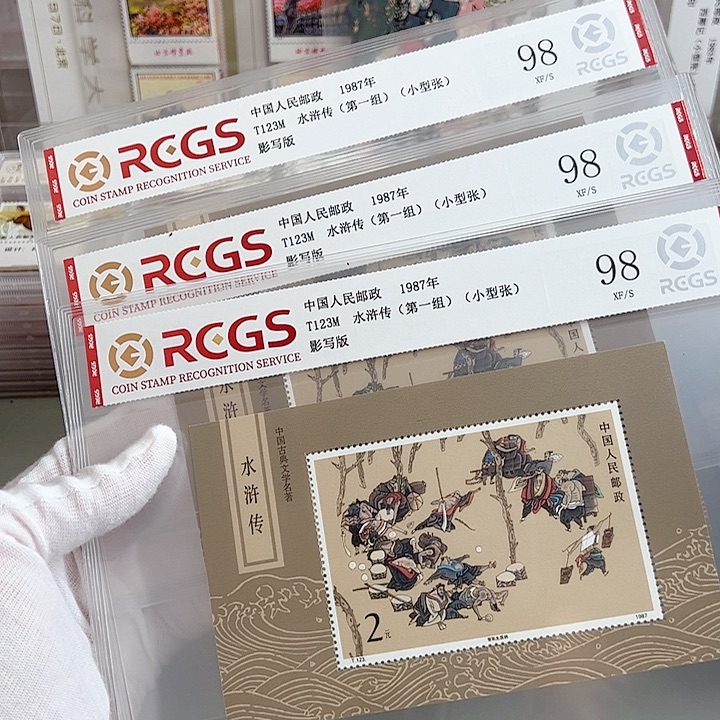 RCGS
COIN STAMP RECOGNITION SERVICE
中国人民邮政 1987年
T123M 水浒传（第一组）（小型张）
影写版
98
XF/S
RCGS
RCGS
COIN STAMP RECOGNITION SERVICE
中国人民邮政 1987年
T123M 水浒传（第一组）（小型张）
影写版
98
XF/S
RCGS
RCGS
COIN STAMP RECOGNITION SERVICE
中国人民邮政 1987年
T123M 水浒传（第一组）（小型张）
影写版
98
XF/S
RCGS
水浒
中国人
水浒传
中国古典文学名著
中国人民邮政
2元
T.123.
1987